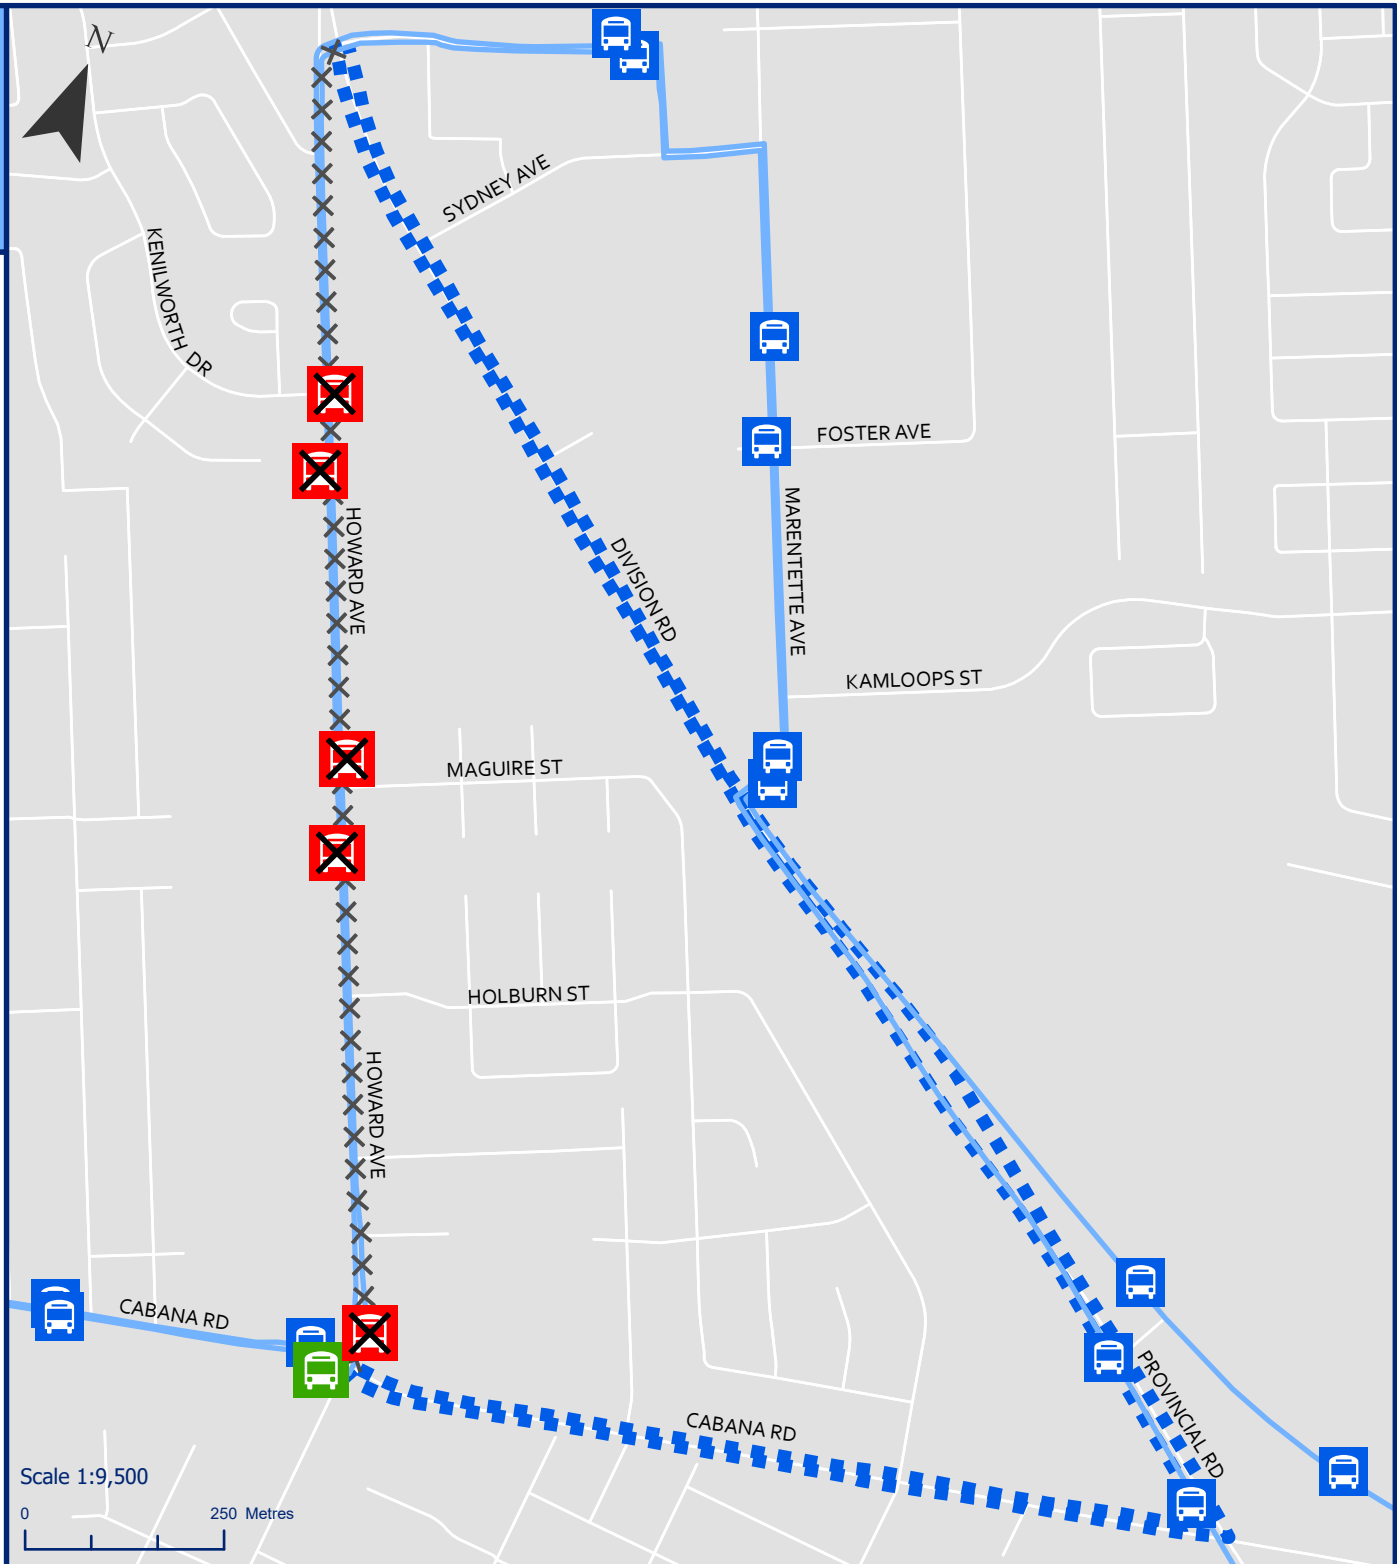 N
SYDNEY AVE
KENILWORTH DR
FOSTER AVE
MARENTETTE AVE
HOWARD AVE
DIVISION RD
KAMLOOPS ST
MAGUIRE ST
HOLBURN ST
HOWARD AVE
CABANA RD
PROVINCIAL RD
CABANA RD
Scale 1:9,500
0 250 Metres